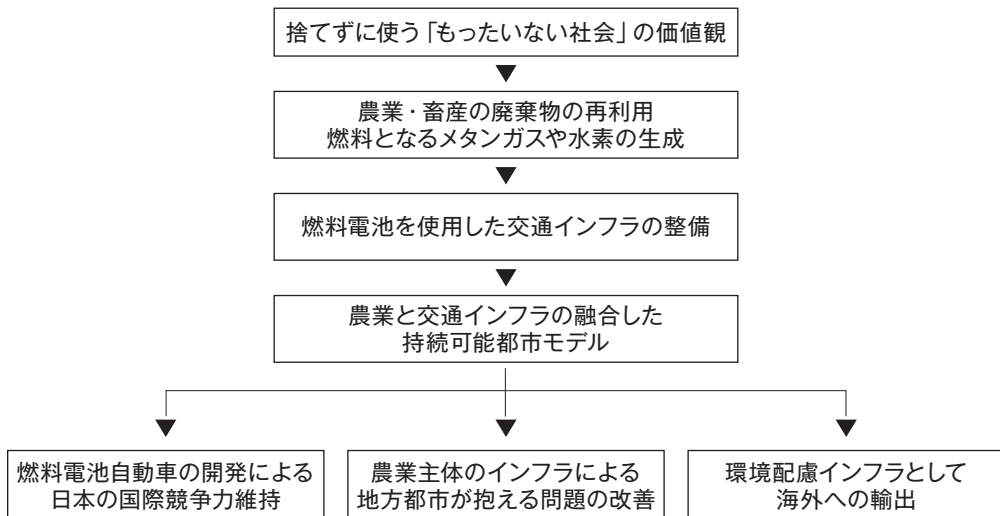 捨てずに使う「もったいない社会」の価値観
農業・畜産の廃棄物の再利用
燃料となるメタンガスや水素の生成
燃料電池を使用した交通インフラの整備
農業と交通インフラの融合した
持続可能都市モデル
燃料電池自動車の開発による
日本の国際競争力維持
農業主体のインフラによる
地方都市が抱える問題の改善
環境配慮インフラとして
海外への輸出